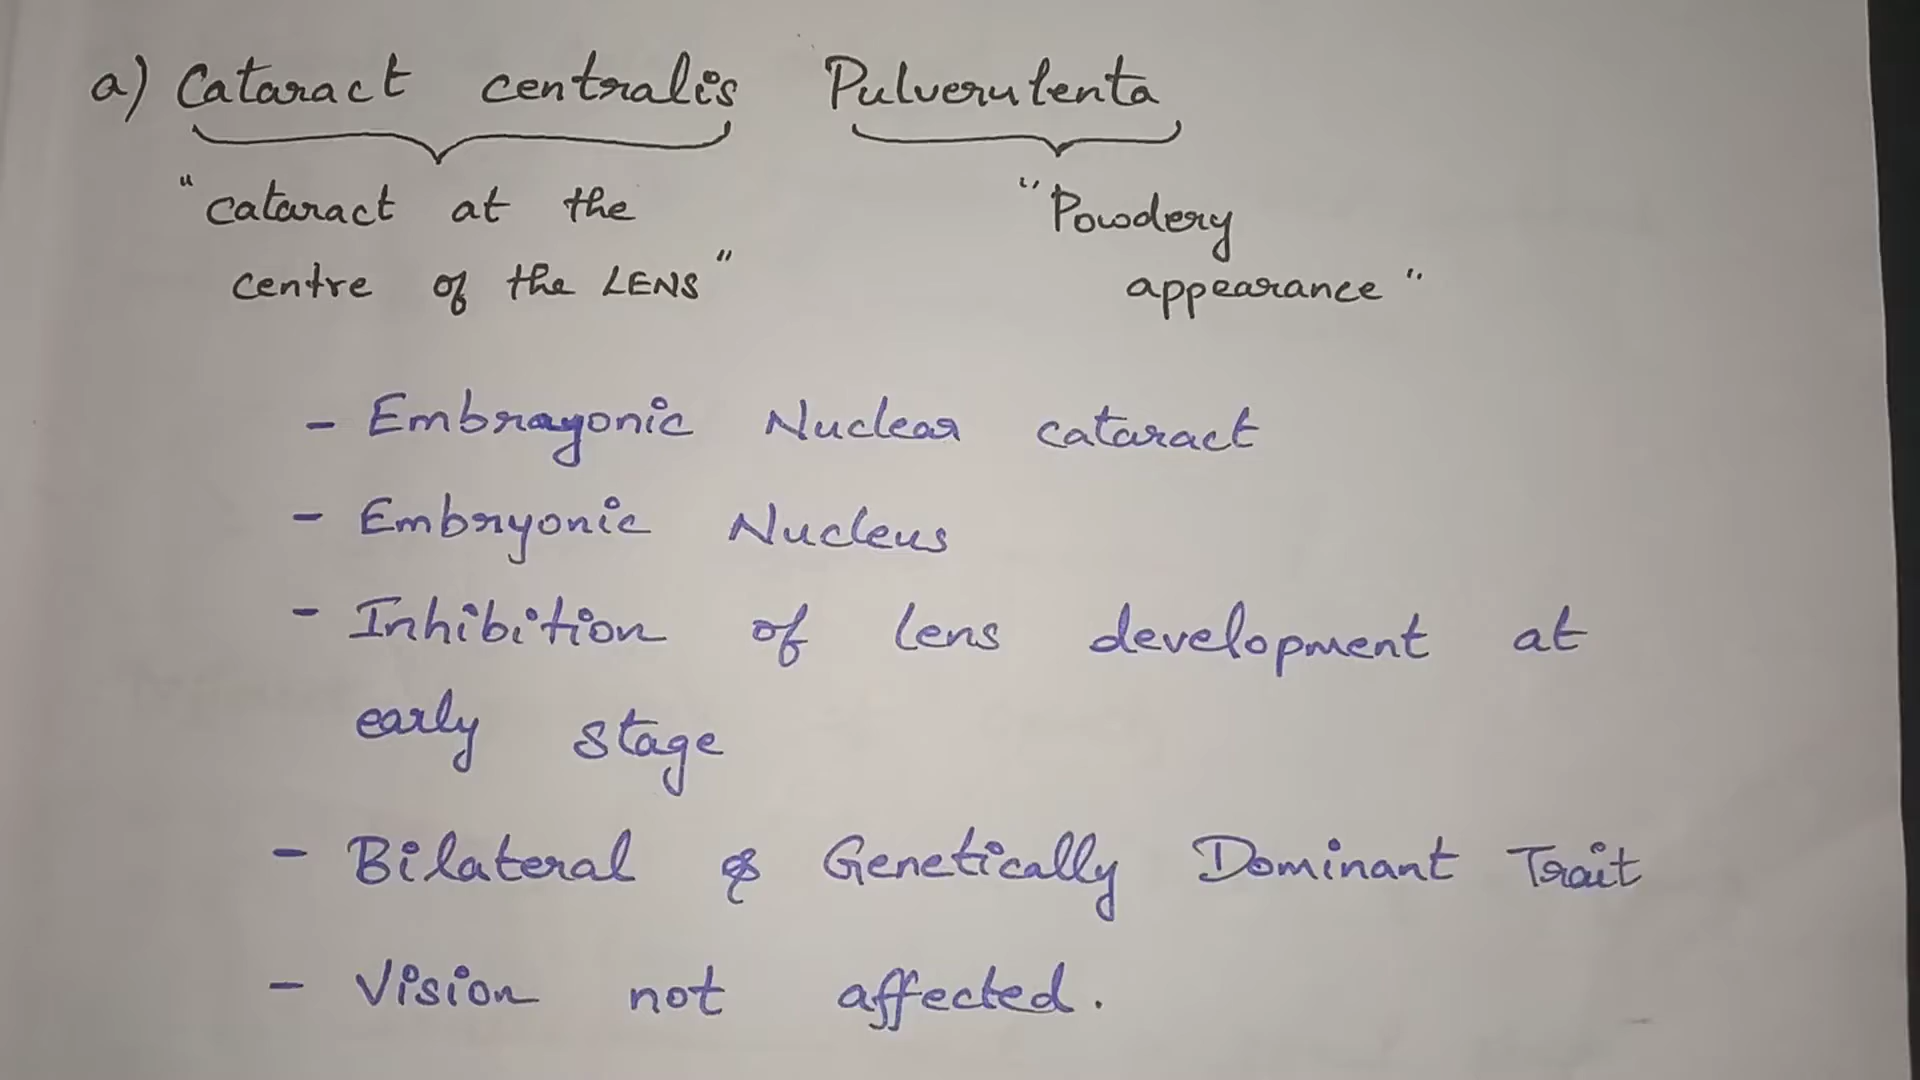 a) Cataract centralis Pulverulenta
"cataract at the "Powdery
centre of the LENS" appearance"
- Embrayonic Nuclear cataract
- Embryonic Nucleus
- Inhibition of lens development at
early stage
- Bilateral & Genetically Dominant Trait
- Vision not affected.